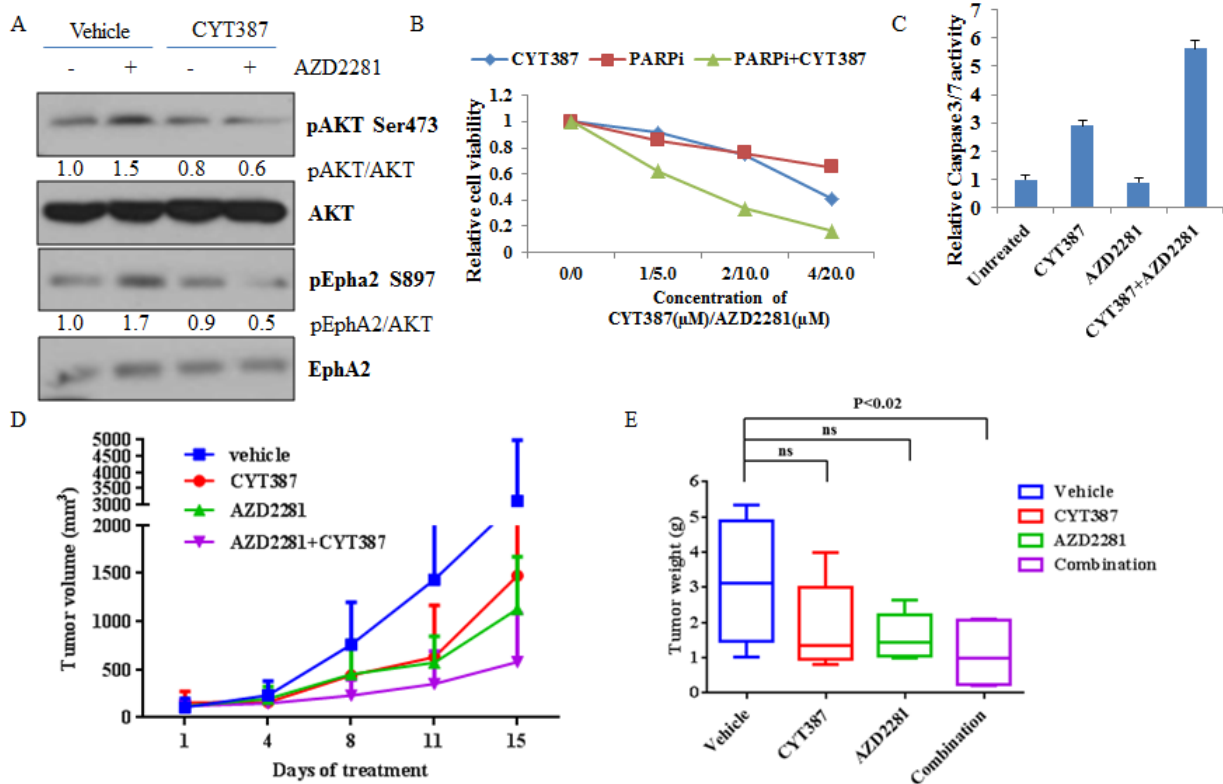 A
Vehicle CYT387
- + - + AZD2281
pAKT Ser473
1.0 1.5 0.8 0.6 pAKT/AKT
AKT
pEpha2 S897
1.0 1.7 0.9 0.5 pEphA2/AKT
EphA2
B
CYT387 PARPi PARPi+CYT387
Relative cell viability
1.2
1
0.8
0.6
0.4
0.2
0
0/0 1/5.0 2/10.0 4/20.0
Concentration of
CYT387(µM)/AZD2281(µM)
C
Relative Caspase3/7activity
7
6
5
4
3
2
1
0
Untreated
CYT387
AZD2281
CYT387+AZD2281
D
Tumor volume (mm³)
5000
4500
4000
3500
3000
2000
1500
1000
500
0
vehicle
CYT387
AZD2281
AZD2281+CYT387
1 4 8 11 15
Days of treatment
E
P<0.02
ns
ns
Tumor weight (g)
6
5
4
3
2
1
0
Vehicle
CYT387
AZD2281
Combination
Vehicle
CYT387
AZD2281
Combination